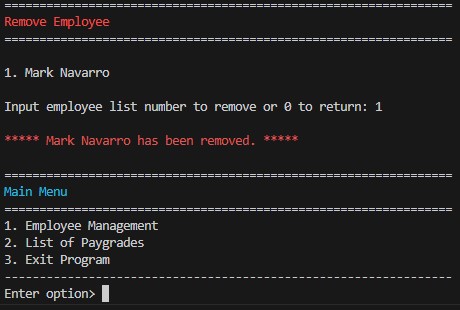 ================================================================
Remove Employee
================================================================
1. Mark Navarro
Input employee list number to remove or 0 to return: 1
***** Mark Navarro has been removed. *****
================================================================
Main Menu
================================================================
1. Employee Management
2. List of Paygrades
3. Exit Program
----------------------------------------------------------------
Enter option>